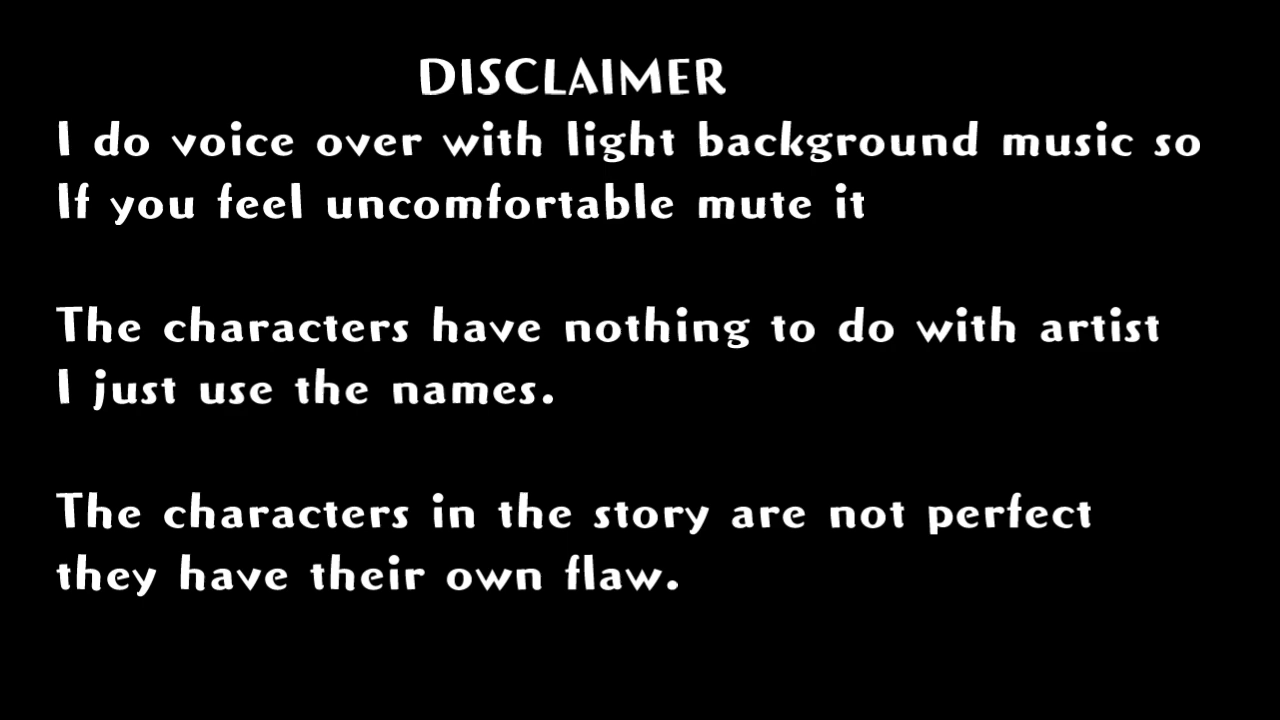 DISCLAIMER
I do voice over with light background music so
If you feel uncomfortable mute it
The characters have nothing to do with artist
I just use the names.
The characters in the story are not perfect
they have their own flaw.